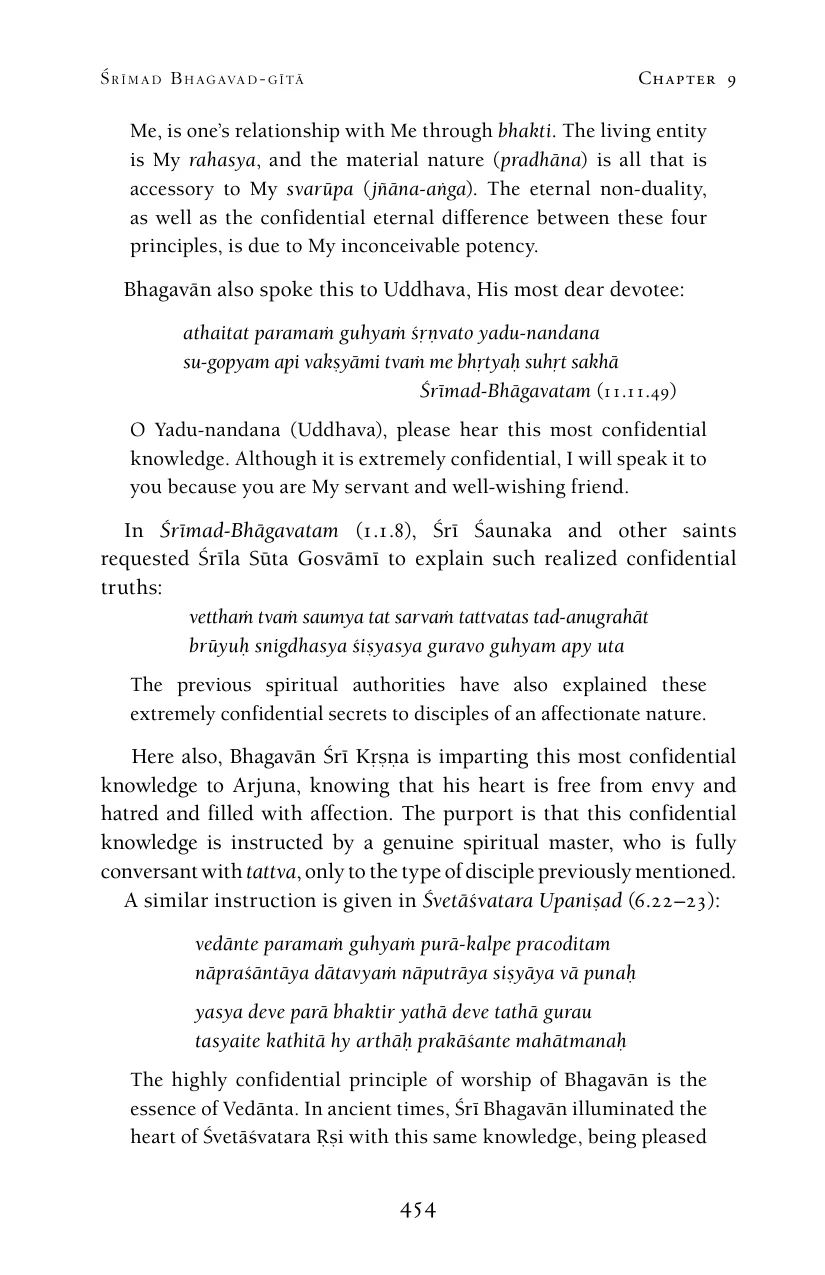 Śrīmad Bhagavad-gītā Chapter 9
Me, is one’s relationship with Me through bhakti. The living entity
is My rahasya, and the material nature (pradhāna) is all that is
accessory to My svarūpa (jñāna-aṅga). The eternal non-duality,
as well as the confidential eternal difference between these four
principles, is due to My inconceivable potency.
Bhagavān also spoke this to Uddhava, His most dear devotee:
athaitat paramaṁ guhyaṁ śṛṇvato yadu-nandana
su-gopyam api vakṣyāmi tvaṁ me bhṛtyaḥ suhṛt sakhā
Śrīmad-Bhāgavatam (11.11.49)
O Yadu-nandana (Uddhava), please hear this most confidential
knowledge. Although it is extremely confidential, I will speak it to
you because you are My servant and well-wishing friend.
In Śrīmad-Bhāgavatam (1.1.8), Śrī Śaunaka and other saints
requested Śrīla Sūta Gosvāmī to explain such realized confidential
truths:
vetthaṁ tvaṁ saumya tat sarvaṁ tattvatas tad-anugrahāt
brūyuḥ snigdhasya śiṣyasya guravo guhyam apy uta
The previous spiritual authorities have also explained these
extremely confidential secrets to disciples of an affectionate nature.
Here also, Bhagavān Śrī Kṛṣṇa is imparting this most confidential
knowledge to Arjuna, knowing that his heart is free from envy and
hatred and filled with affection. The purport is that this confidential
knowledge is instructed by a genuine spiritual master, who is fully
conversant with tattva, only to the type of disciple previously mentioned.
A similar instruction is given in Śvetāśvatara Upaniṣad (6.22–23):
vedānte paramaṁ guhyaṁ purā-kalpe pracoditam
nāpraśāntāya dātavyaṁ nāputrāya siṣyāya vā punaḥ
yasya deve parā bhaktir yathā deve tathā gurau
tasyaite kathitā hy arthāḥ prakāśante mahātmanaḥ
The highly confidential principle of worship of Bhagavān is the
essence of Vedānta. In ancient times, Śrī Bhagavān illuminated the
heart of Śvetāśvatara Ṛṣi with this same knowledge, being pleased
454